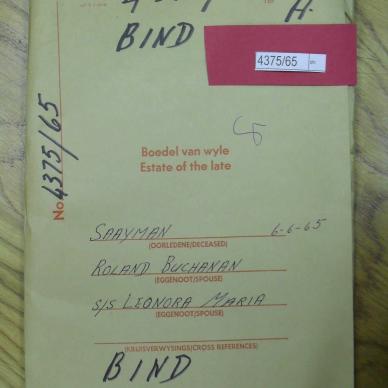 BIND
4375/65
No 4375/65
Boedel van wyle
Estate of the late
SAAYMAN 6-6-65
(OORLEDENE/DECEASED)
ROLAND BUCHANAN
(EGGENOOT/SPOUSE)
S/S LEONORA MARIA
(EGGENOOT/SPOUSE)
(KRUISVERWYSINGS/CROSS REFERENCES)
BIND